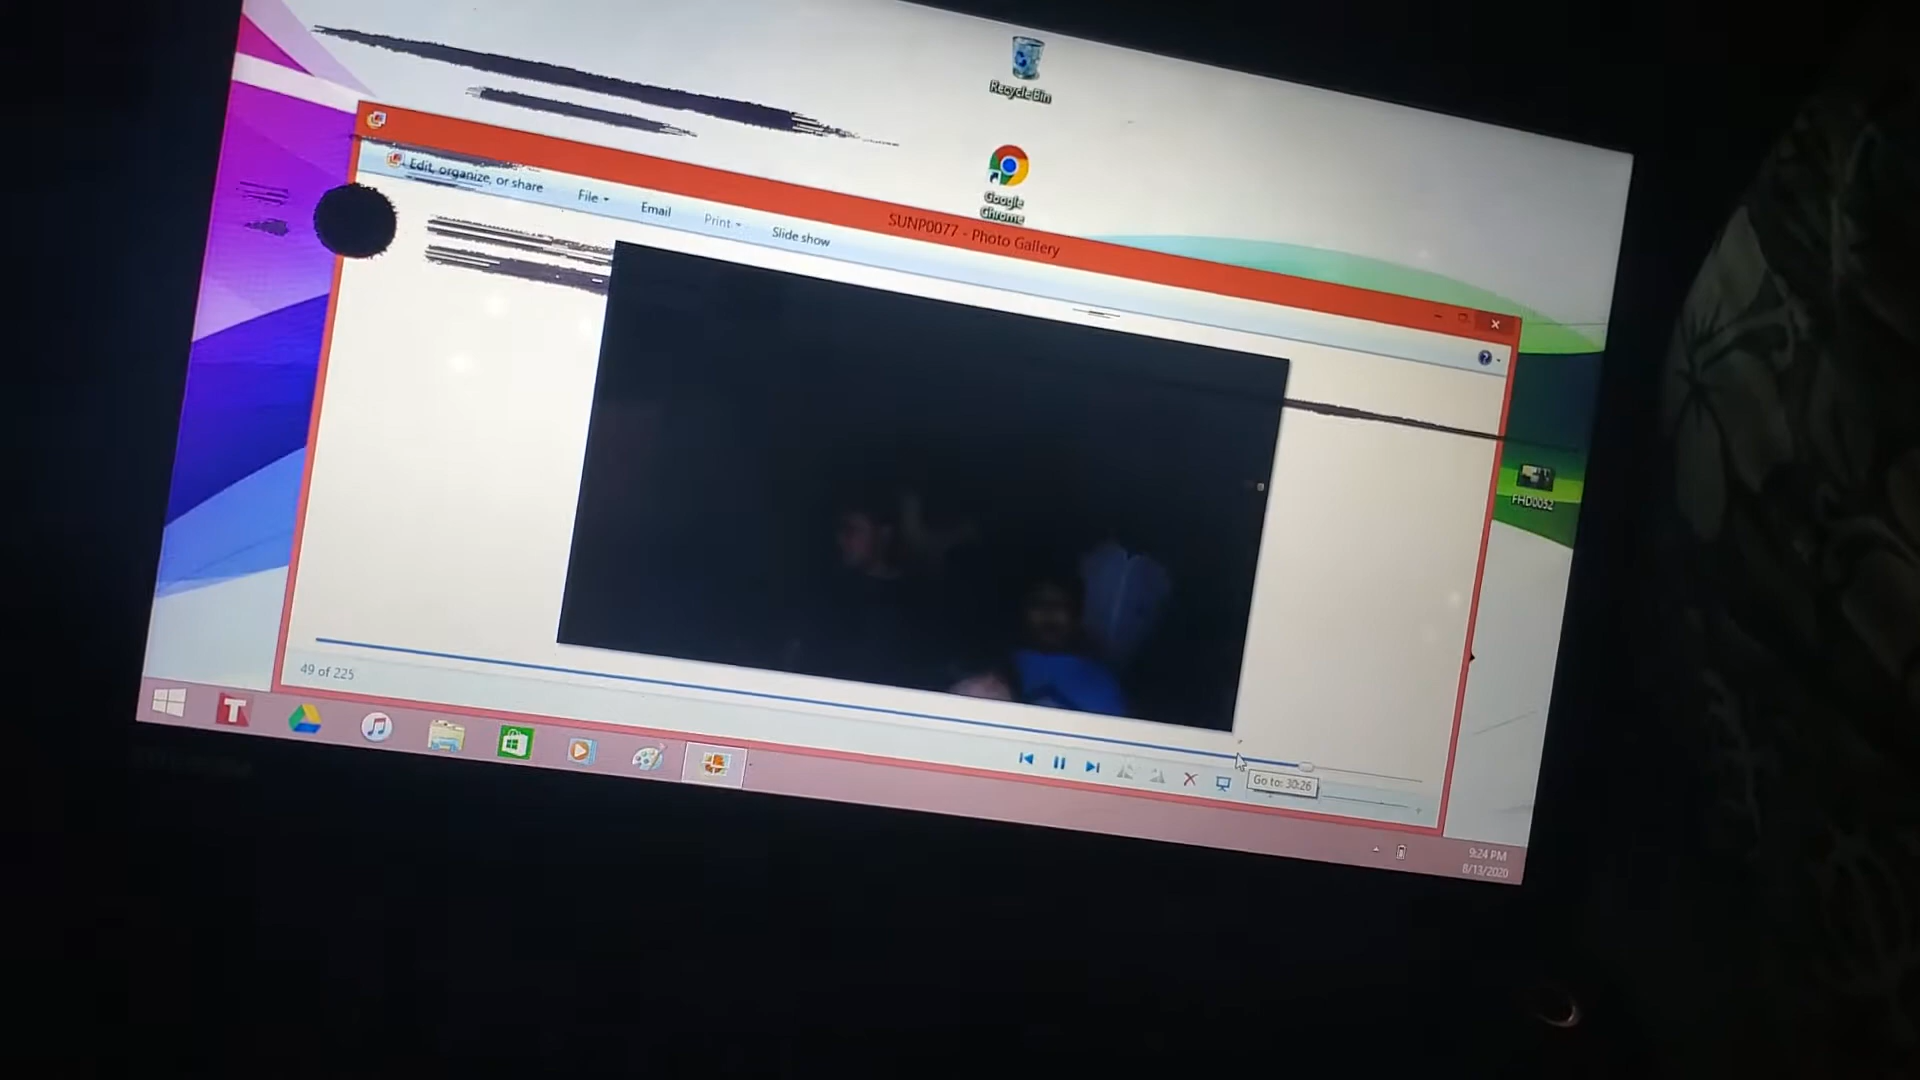 Recycle Bin
Google
Chrome
SUNP0077 - Photo Gallery
Edit, organize, or share
File
Email
Print
Slide show
FHD0052
49 of 225
Go to: 30:26
9:24 PM
8/13/2020